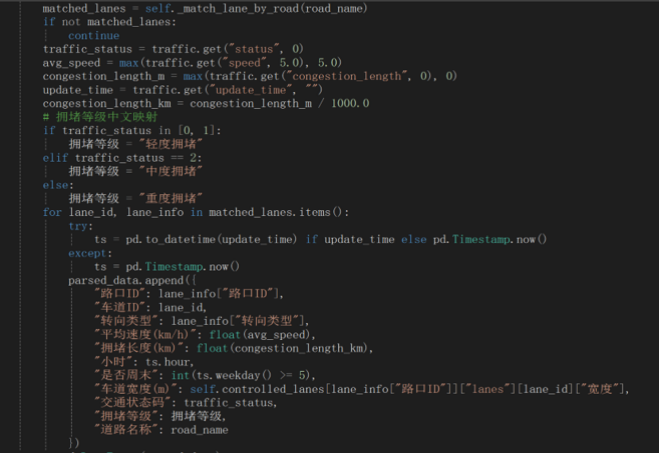 matched_lanes = self._match_lane_by_road(road_name)
if not matched_lanes:
    continue
traffic_status = traffic.get("status", 0)
avg_speed = max(traffic.get("speed", 5.0), 5.0)
congestion_length_m = max(traffic.get("congestion_length", 0), 0)
update_time = traffic.get("update_time", "")
congestion_length_km = congestion_length_m / 1000.0
# 拥堵等级中文映射
if traffic_status in [0, 1]:
    拥堵等级 = "轻度拥堵"
elif traffic_status == 2:
    拥堵等级 = "中度拥堵"
else:
    拥堵等级 = "重度拥堵"
for lane_id, lane_info in matched_lanes.items():
    try:
        ts = pd.to_datetime(update_time) if update_time else pd.Timestamp.now()
    except:
        ts = pd.Timestamp.now()
    parsed_data.append({
        "路口ID": lane_info["路口ID"],
        "车道ID": lane_id,
        "转向类型": lane_info["转向类型"],
        "平均速度(km/h)": float(avg_speed),
        "拥堵长度(km)": float(congestion_length_km),
        "小时": ts.hour,
        "是否周末": int(ts.weekday() >= 5),
        "车道宽度(m)": self.controlled_lanes[lane_info["路口ID"]]["lanes"][lane_id]["宽度"],
        "交通状态码": traffic_status,
        "拥堵等级": 拥堵等级,
        "道路名称": road_name
    })